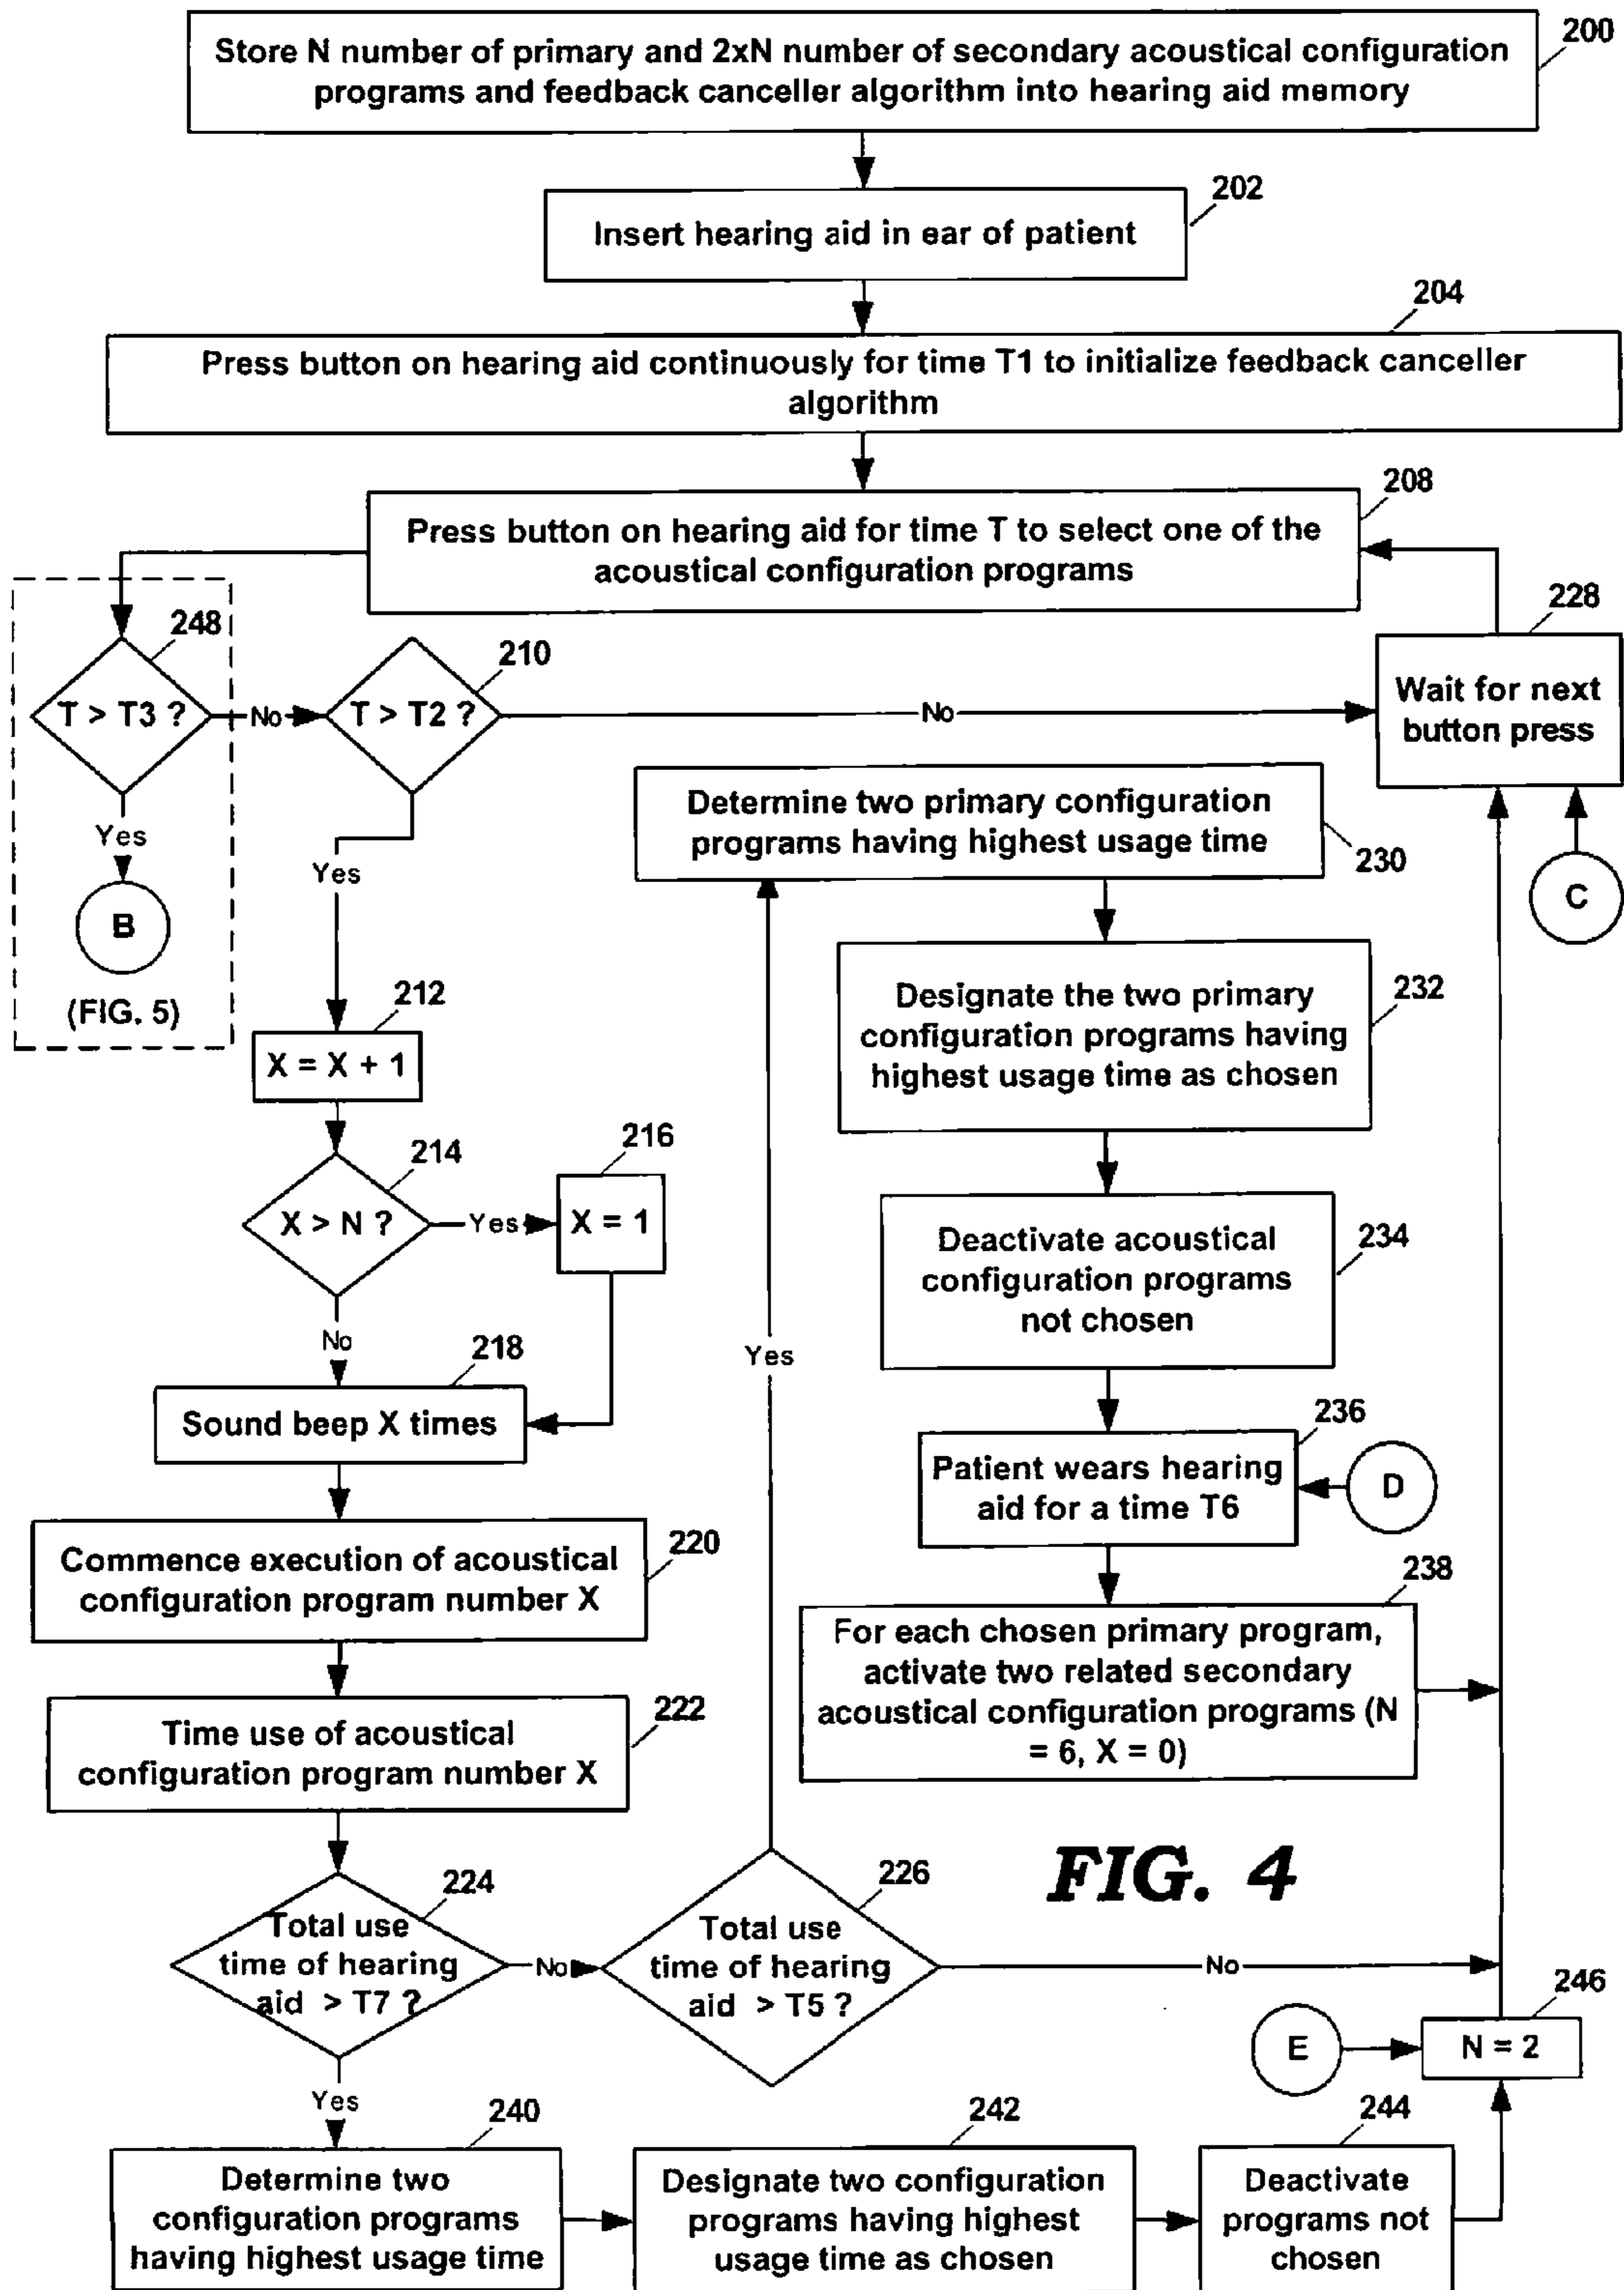 Store N number of primary and 2xN number of secondary acoustical configuration
programs and feedback canceller algorithm into hearing aid memory
200
Insert hearing aid in ear of patient
202
Press button on hearing aid continuously for time T1 to initialize feedback canceller
algorithm
204
Press button on hearing aid for time T to select one of the
acoustical configuration programs
208
T > T3 ?
248
No
Yes
B
(FIG. 5)
T > T2 ?
210
No
Yes
Wait for next
button press
228
C
X = X + 1
212
X > N ?
214
Yes
No
X = 1
216
Sound beep X times
218
Commence execution of acoustical
configuration program number X
220
Time use of acoustical
configuration program number X
222
Total use
time of hearing
aid > T7 ?
224
No
Yes
Total use
time of hearing
aid > T5 ?
226
Yes
No
Determine two primary configuration
programs having highest usage time
230
Designate the two primary
configuration programs having
highest usage time as chosen
232
Deactivate acoustical
configuration programs
not chosen
234
Patient wears hearing
aid for a time T6
236
D
For each chosen primary program,
activate two related secondary
acoustical configuration programs (N
= 6, X = 0)
238
FIG. 4
Determine two
configuration programs
having highest usage time
240
Designate two configuration
programs having highest
usage time as chosen
242
Deactivate
programs not
chosen
244
E
N = 2
246